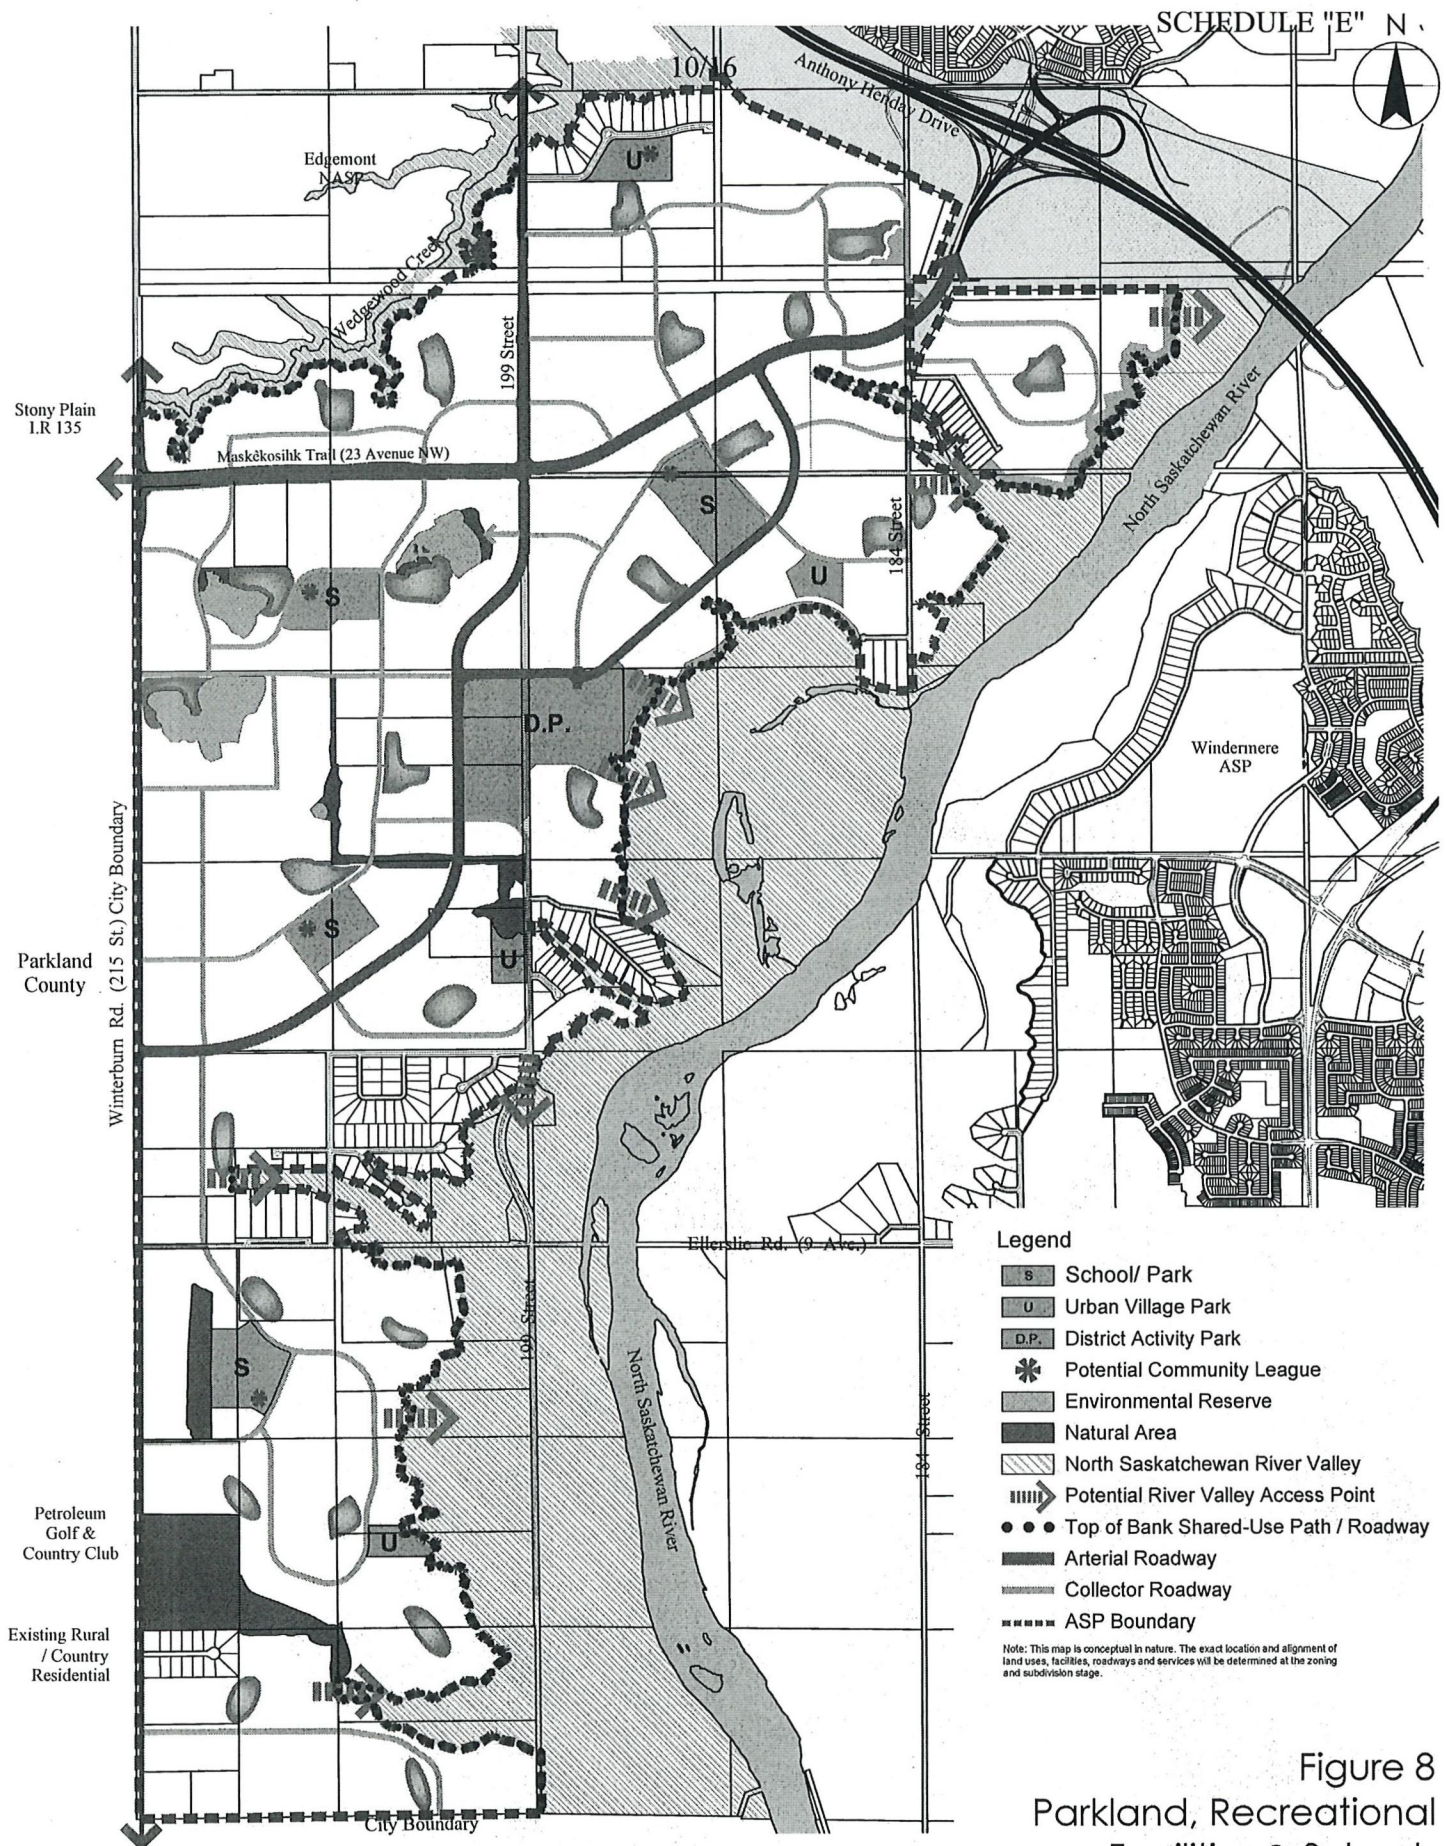 SCHEDULE "E"
N
10/16
Anthony Henday Drive
Edgemont
NASP
U
Wedgewood Creek
199 Street
Stony Plain
I.R 135
Maskêkosihk Trail (23 Avenue NW)
North Saskatchewan River
S
184 Street
U
S
D.P.
Windermere
ASP
Winterburn Rd. (215 St.) City Boundary
S
U
Parkland
County
Ellerslie Rd. (9 Ave.)
199 Street
S
North Saskatchewan River
184 Street
Petroleum
Golf &
Country Club
U
Existing Rural
/ Country
Residential
City Boundary
Legend
S School/ Park
U Urban Village Park
D.P. District Activity Park
Potential Community League
Environmental Reserve
Natural Area
North Saskatchewan River Valley
Potential River Valley Access Point
Top of Bank Shared-Use Path / Roadway
Arterial Roadway
Collector Roadway
ASP Boundary
Note: This map is conceptual in nature. The exact location and alignment of
land uses, facilities, roadways and services will be determined at the zoning
and subdivision stage.
Figure 8
Parkland, Recreational